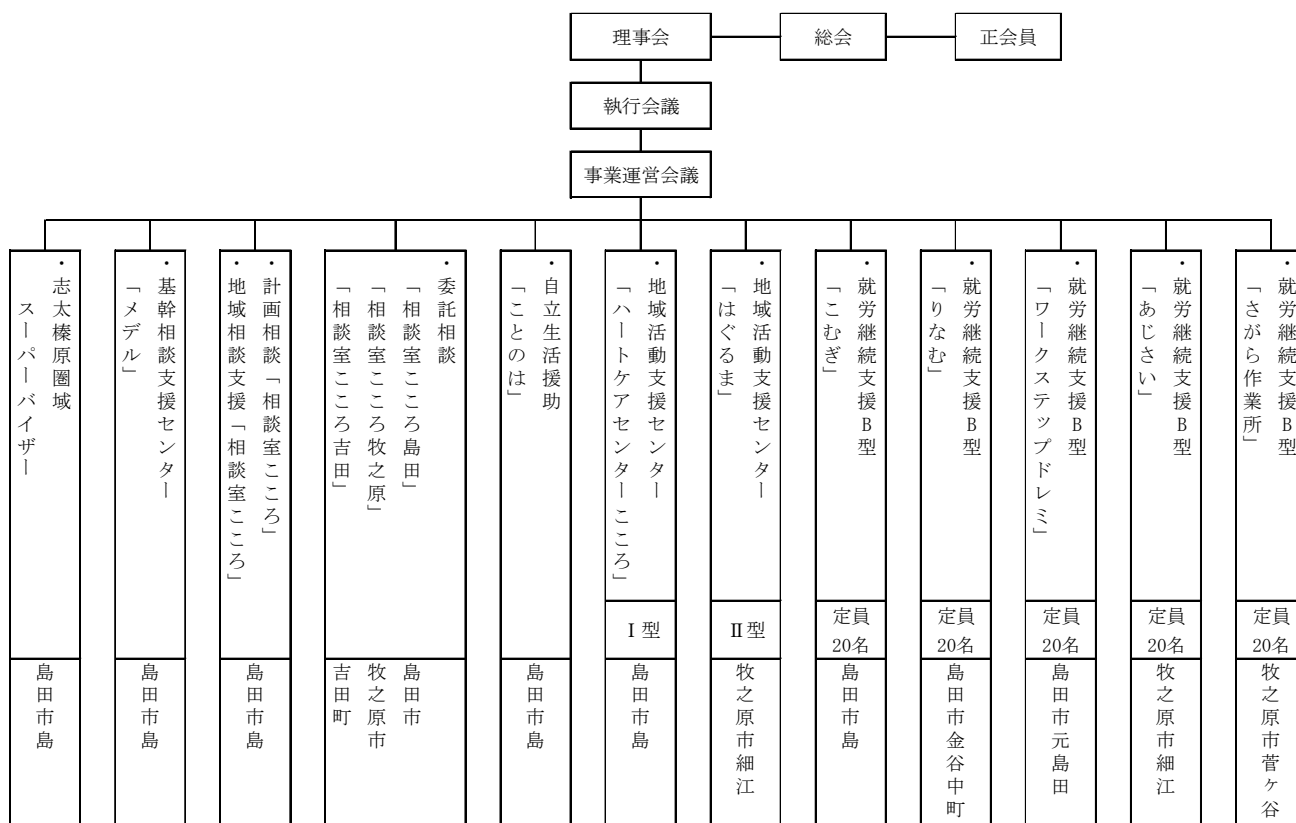 理事会
総会
正会員
執行会議
事業運営会議
・就労継続支援B型
「さがら作業所」
定員
20名
牧之原市菅ケ谷
・就労継続支援B型
「あじさい」
定員
20名
牧之原市細江
・就労継続支援B型
「ワークステップドレミ」
定員
20名
島田市元島田
・就労継続支援B型
「りなむ」
定員
20名
島田市金谷中町
・就労継続支援B型
「こむぎ」
定員
20名
島田市島
・地域活動支援センター
「はぐるま」
Ⅱ型
牧之原市細江
・地域活動支援センター
「ハートケアセンターこころ」
Ⅰ型
島田市島
・自立生活援助
「ことのは」
島田市島
・委託相談
「相談室こころ島田」
「相談室こころ牧之原」
「相談室こころ吉田」
島田市
牧之原市
吉田町
・計画相談「相談室こころ」
・地域相談支援「相談室こころ」
島田市島
・基幹相談支援センター
「メデル」
島田市島
・志太榛原圏域
スーパーバイザー
島田市島